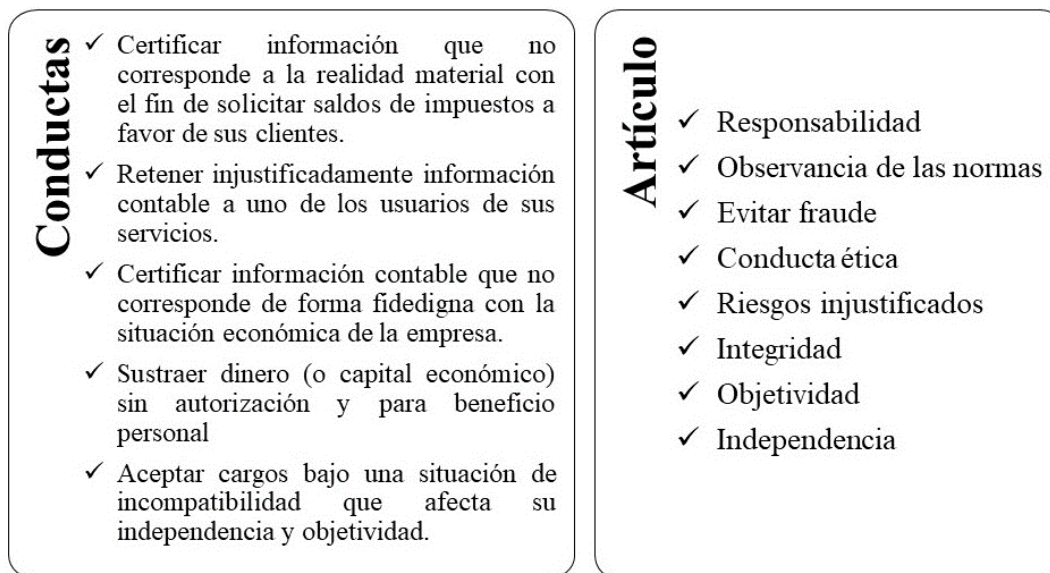 Conductas
✓ Certificar información que no
corresponde a la realidad material con
el fin de solicitar saldos de impuestos a
favor de sus clientes.
✓ Retener injustificadamente información
contable a uno de los usuarios de sus
servicios.
✓ Certificar información contable que no
corresponde de forma fidedigna con la
situación económica de la empresa.
✓ Sustraer dinero (o capital económico)
sin autorización y para beneficio
personal
✓ Aceptar cargos bajo una situación de
incompatibilidad que afecta su
independencia y objetividad.
Artículo
✓ Responsabilidad
✓ Observancia de las normas
✓ Evitar fraude
✓ Conducta ética
✓ Riesgos injustificados
✓ Integridad
✓ Objetividad
✓ Independencia